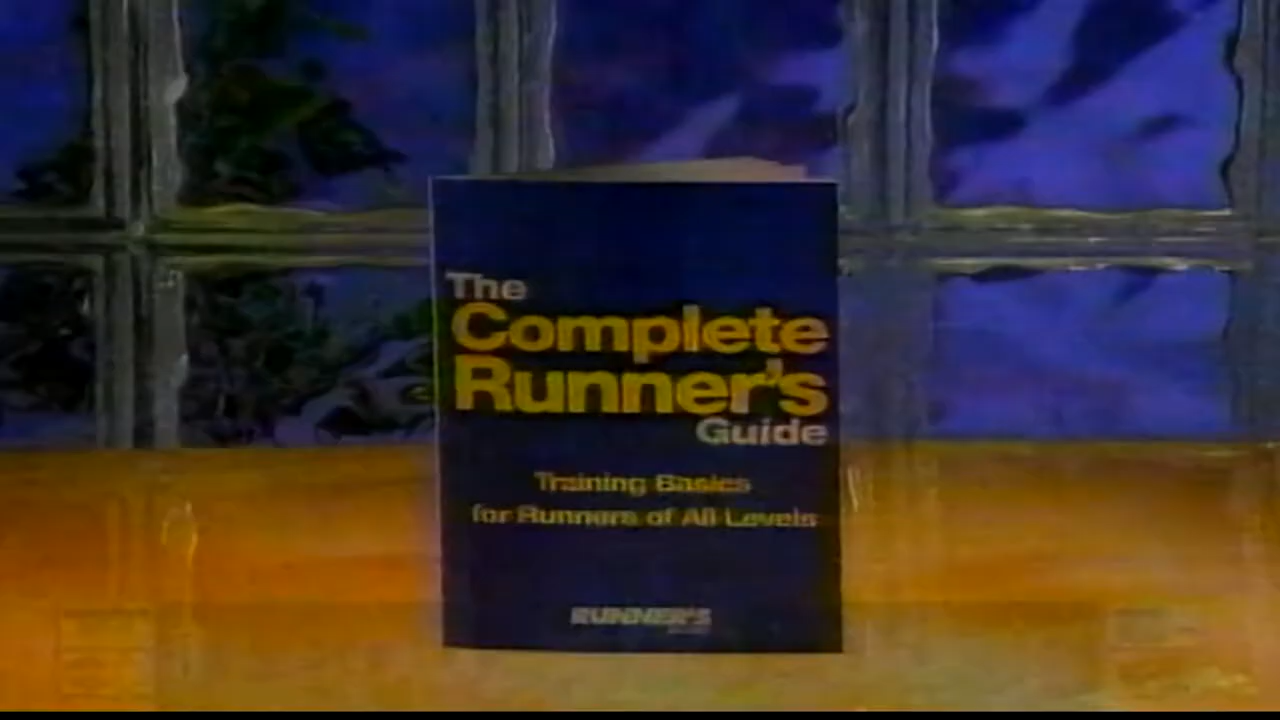 The
Complete
Runner's
Guide
Training Basics
for Runners of All Levels
RUNNER'S